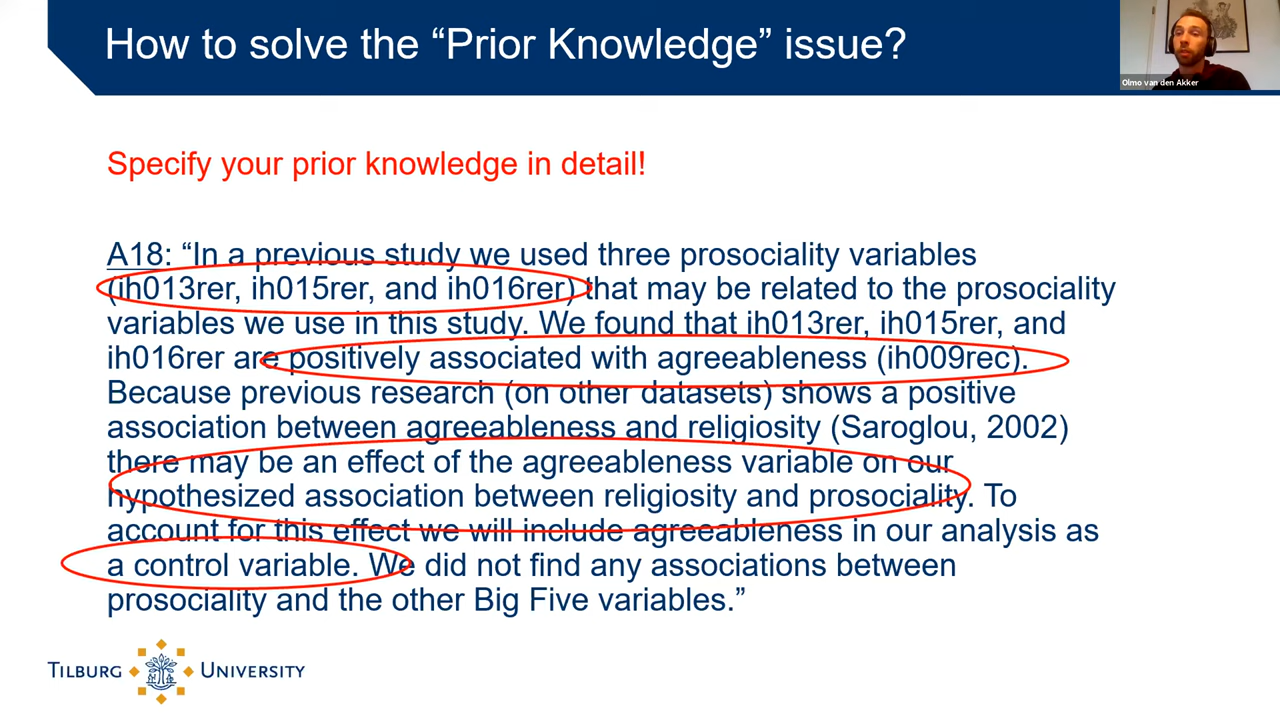 How to solve the “Prior Knowledge” issue?
Olmo van den Akker
Specify your prior knowledge in detail!
A18: “In a previous study we used three prosociality variables
(ih013rer, ih015rer, and ih016rer) that may be related to the prosociality
variables we use in this study. We found that ih013rer, ih015rer, and
ih016rer are positively associated with agreeableness (ih009rec).
Because previous research (on other datasets) shows a positive
association between agreeableness and religiosity (Saroglou, 2002)
there may be an effect of the agreeableness variable on our
hypothesized association between religiosity and prosociality. To
account for this effect we will include agreeableness in our analysis as
a control variable. We did not find any associations between
prosociality and the other Big Five variables.”
TILBURG UNIVERSITY